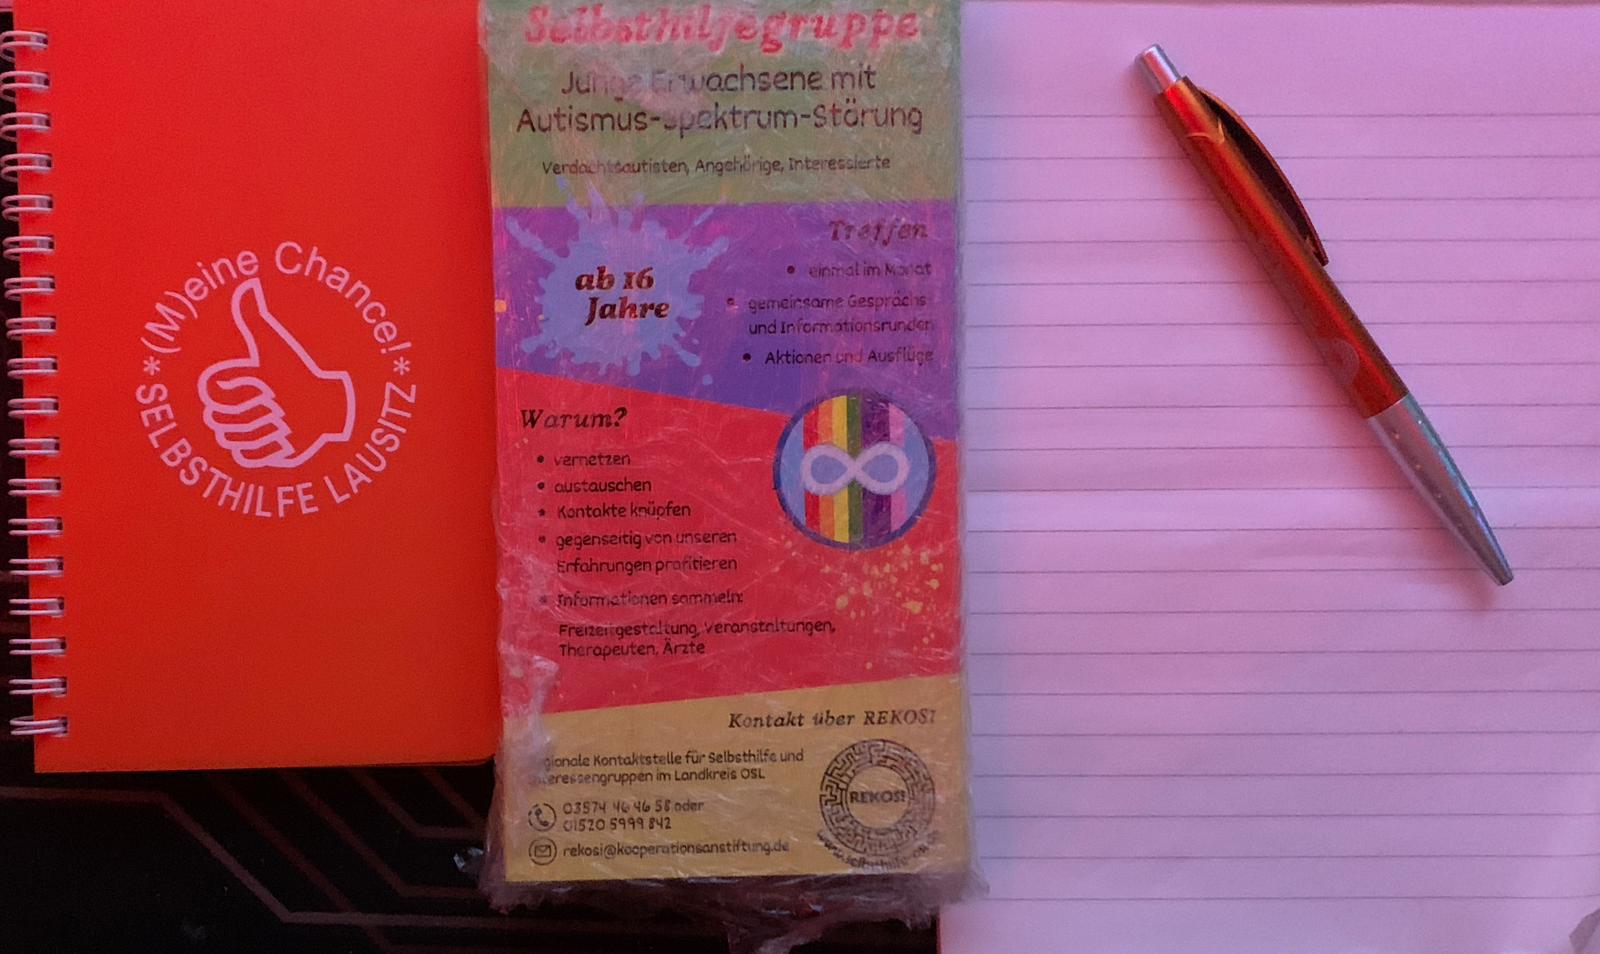 *(M)eine Chance!*
SELBSTHILFE LAUSITZ
Selbsthilfegruppe
Junge Erwachsene mit
Autismus-Spektrum-Störung
Verdachtsautisten, Angehörige, Interessierte
ab 16
Jahre
Treffen
• einmal im Monat
• gemeinsame Gesprächs-
und Informationsrunden
• Aktionen und Ausflüge
Warum?
• vernetzen
• austauschen
• Kontakte knüpfen
• gegenseitig von unseren
Erfahrungen profitieren
• Informationen sammeln:
Freizeitgestaltung, Veranstaltungen,
Therapeuten, Ärzte
Kontakt über REKOSI
Regionale Kontaktstelle für Selbsthilfe und
Interessengruppen im Landkreis OSL
03574 46 46 58 oder
01520 5999 842
rekosi@kooperationsanstiftung.de
REKOSI